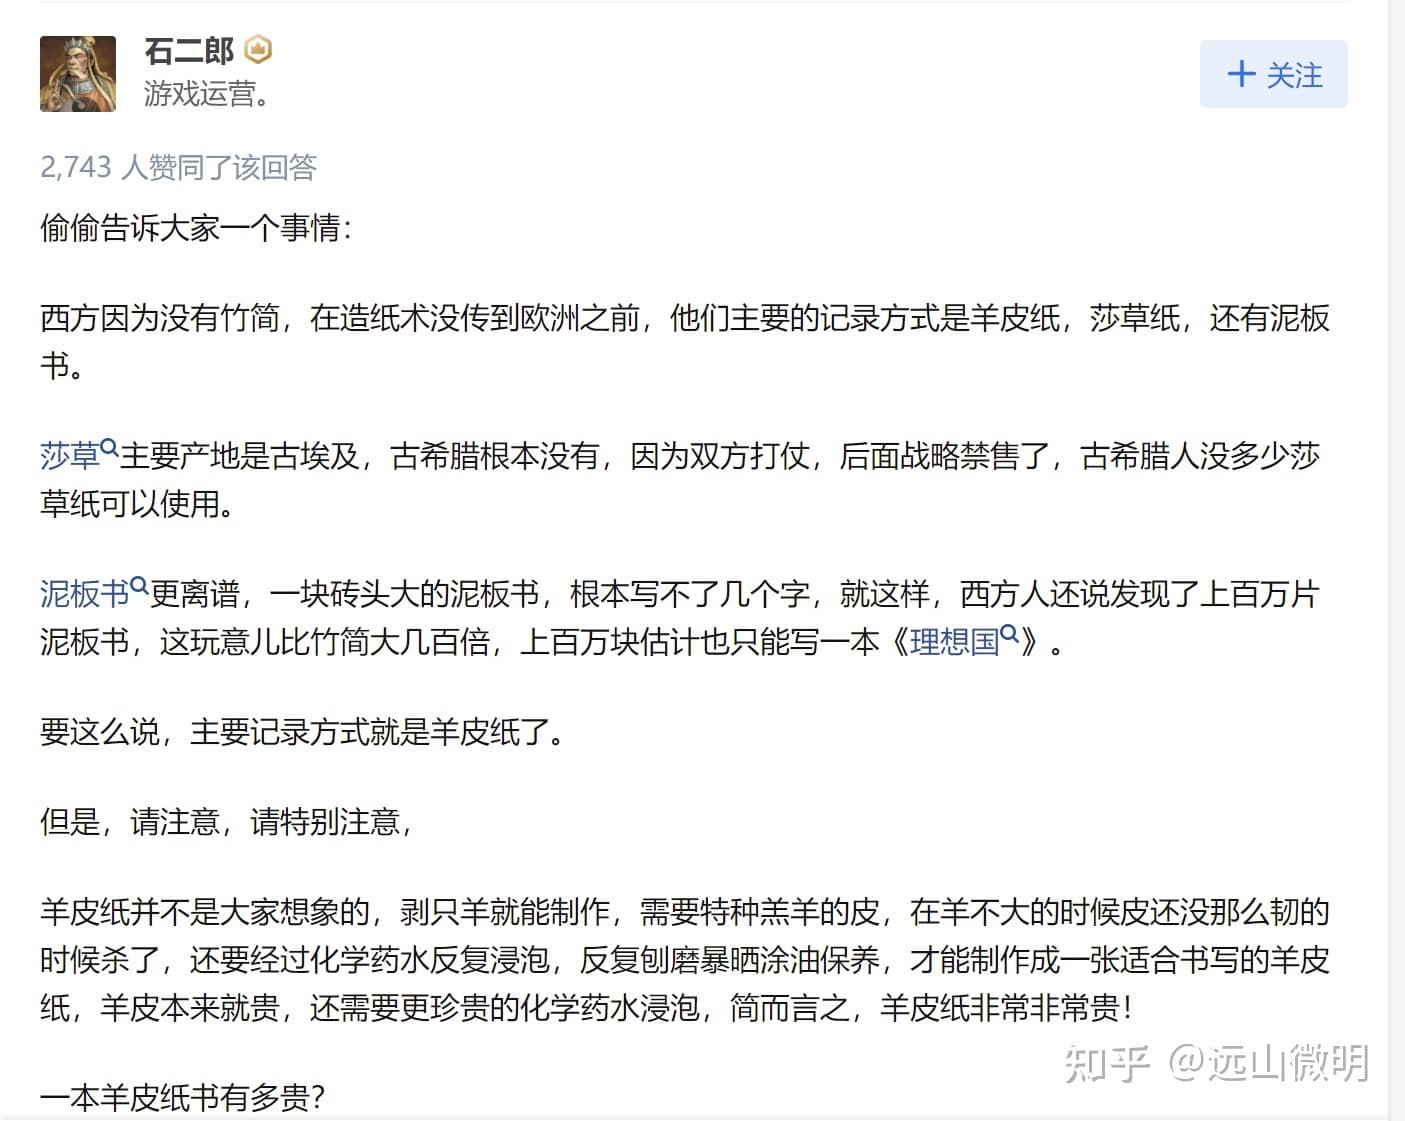 石二郎
游戏运营。
+ 关注
2,743 人赞同了该回答
偷偷告诉大家一个事情：
西方因为没有竹简，在造纸术没传到欧洲之前，他们主要的记录方式是羊皮纸，莎草纸，还有泥板
书。
莎草主要产地是古埃及，古希腊根本没有，因为双方打仗，后面战略禁售了，古希腊人没多少莎
草纸可以使用。
泥板书更离谱，一块砖头大的泥板书，根本写不了几个字，就这样，西方人还说发现了上百万片
泥板书，这玩意儿比竹简大几百倍，上百万块估计也只能写一本《理想国》。
要这么说，主要记录方式就是羊皮纸了。
但是，请注意，请特别注意，
羊皮纸并不是大家想象的，剥只羊就能制作，需要特种羔羊的皮，在羊不大的时候皮还没那么韧的
时候杀了，还要经过化学药水反复浸泡，反复刨磨暴晒涂油保养，才能制作成一张适合书写的羊皮
纸，羊皮本来就贵，还需要更珍贵的化学药水浸泡，简而言之，羊皮纸非常非常贵！
知乎 @远山微明
一本羊皮纸书有多贵？